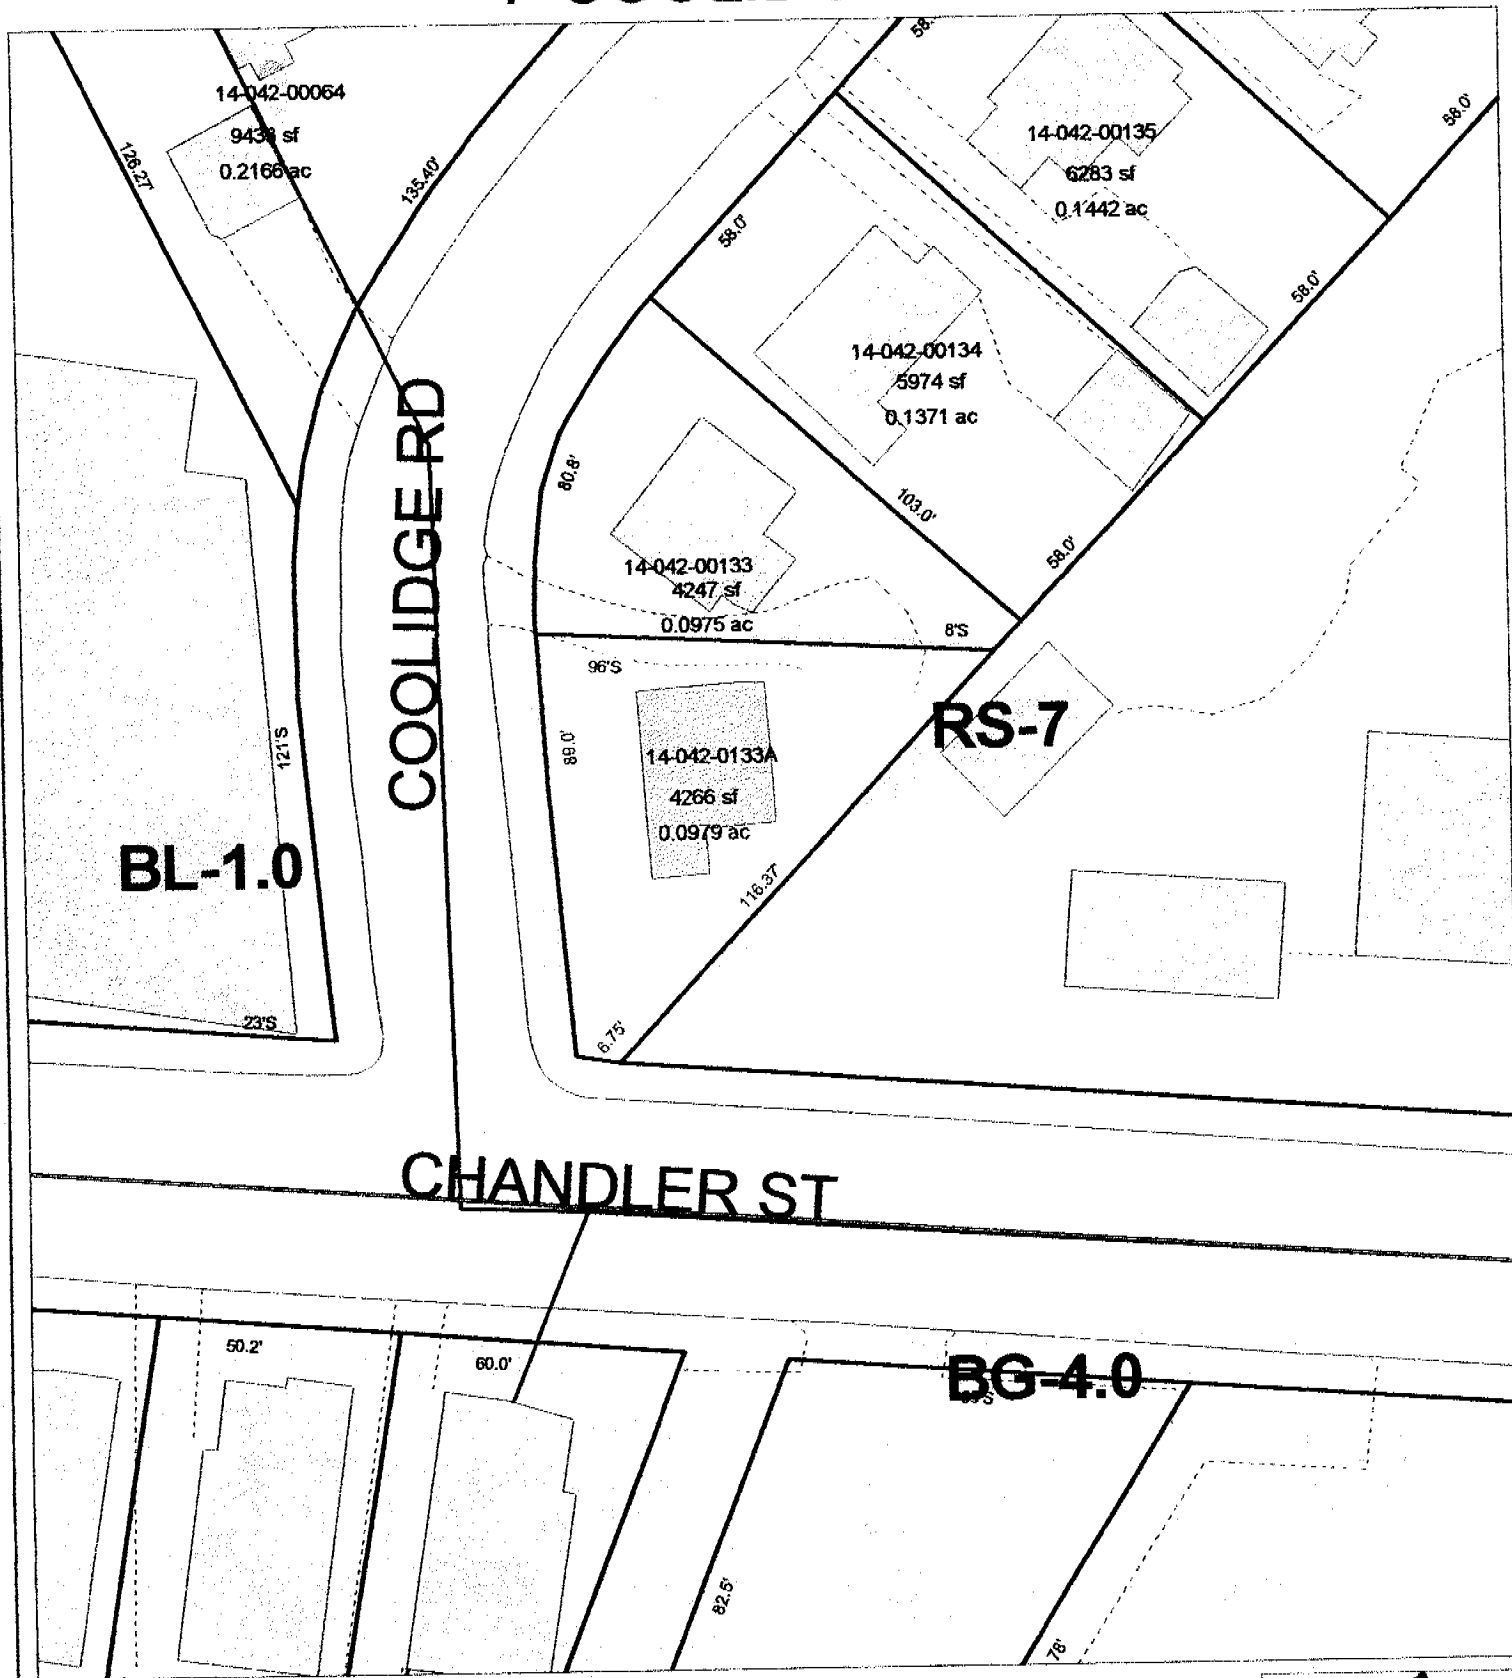 58.
14-042-00064
9438 sf
0.2166 ac
126.27'
135.40'
58.0'
14-042-00135
6283 sf
0.1442 ac
58.0'
58.0'
14-042-00134
5974 sf
0.1371 ac
COOLIDGE RD
80.8'
103.0'
58.0'
14-042-00133
4247 sf
0.0975 ac
8'S
96'S
RS-7
121'S
89.0'
14-042-0133A
4266 sf
0.0979 ac
BL-1.0
116.37'
23'S
6.75'
CHANDLER ST
50.2'
60.0'
BG-4.0
82.5'
78'